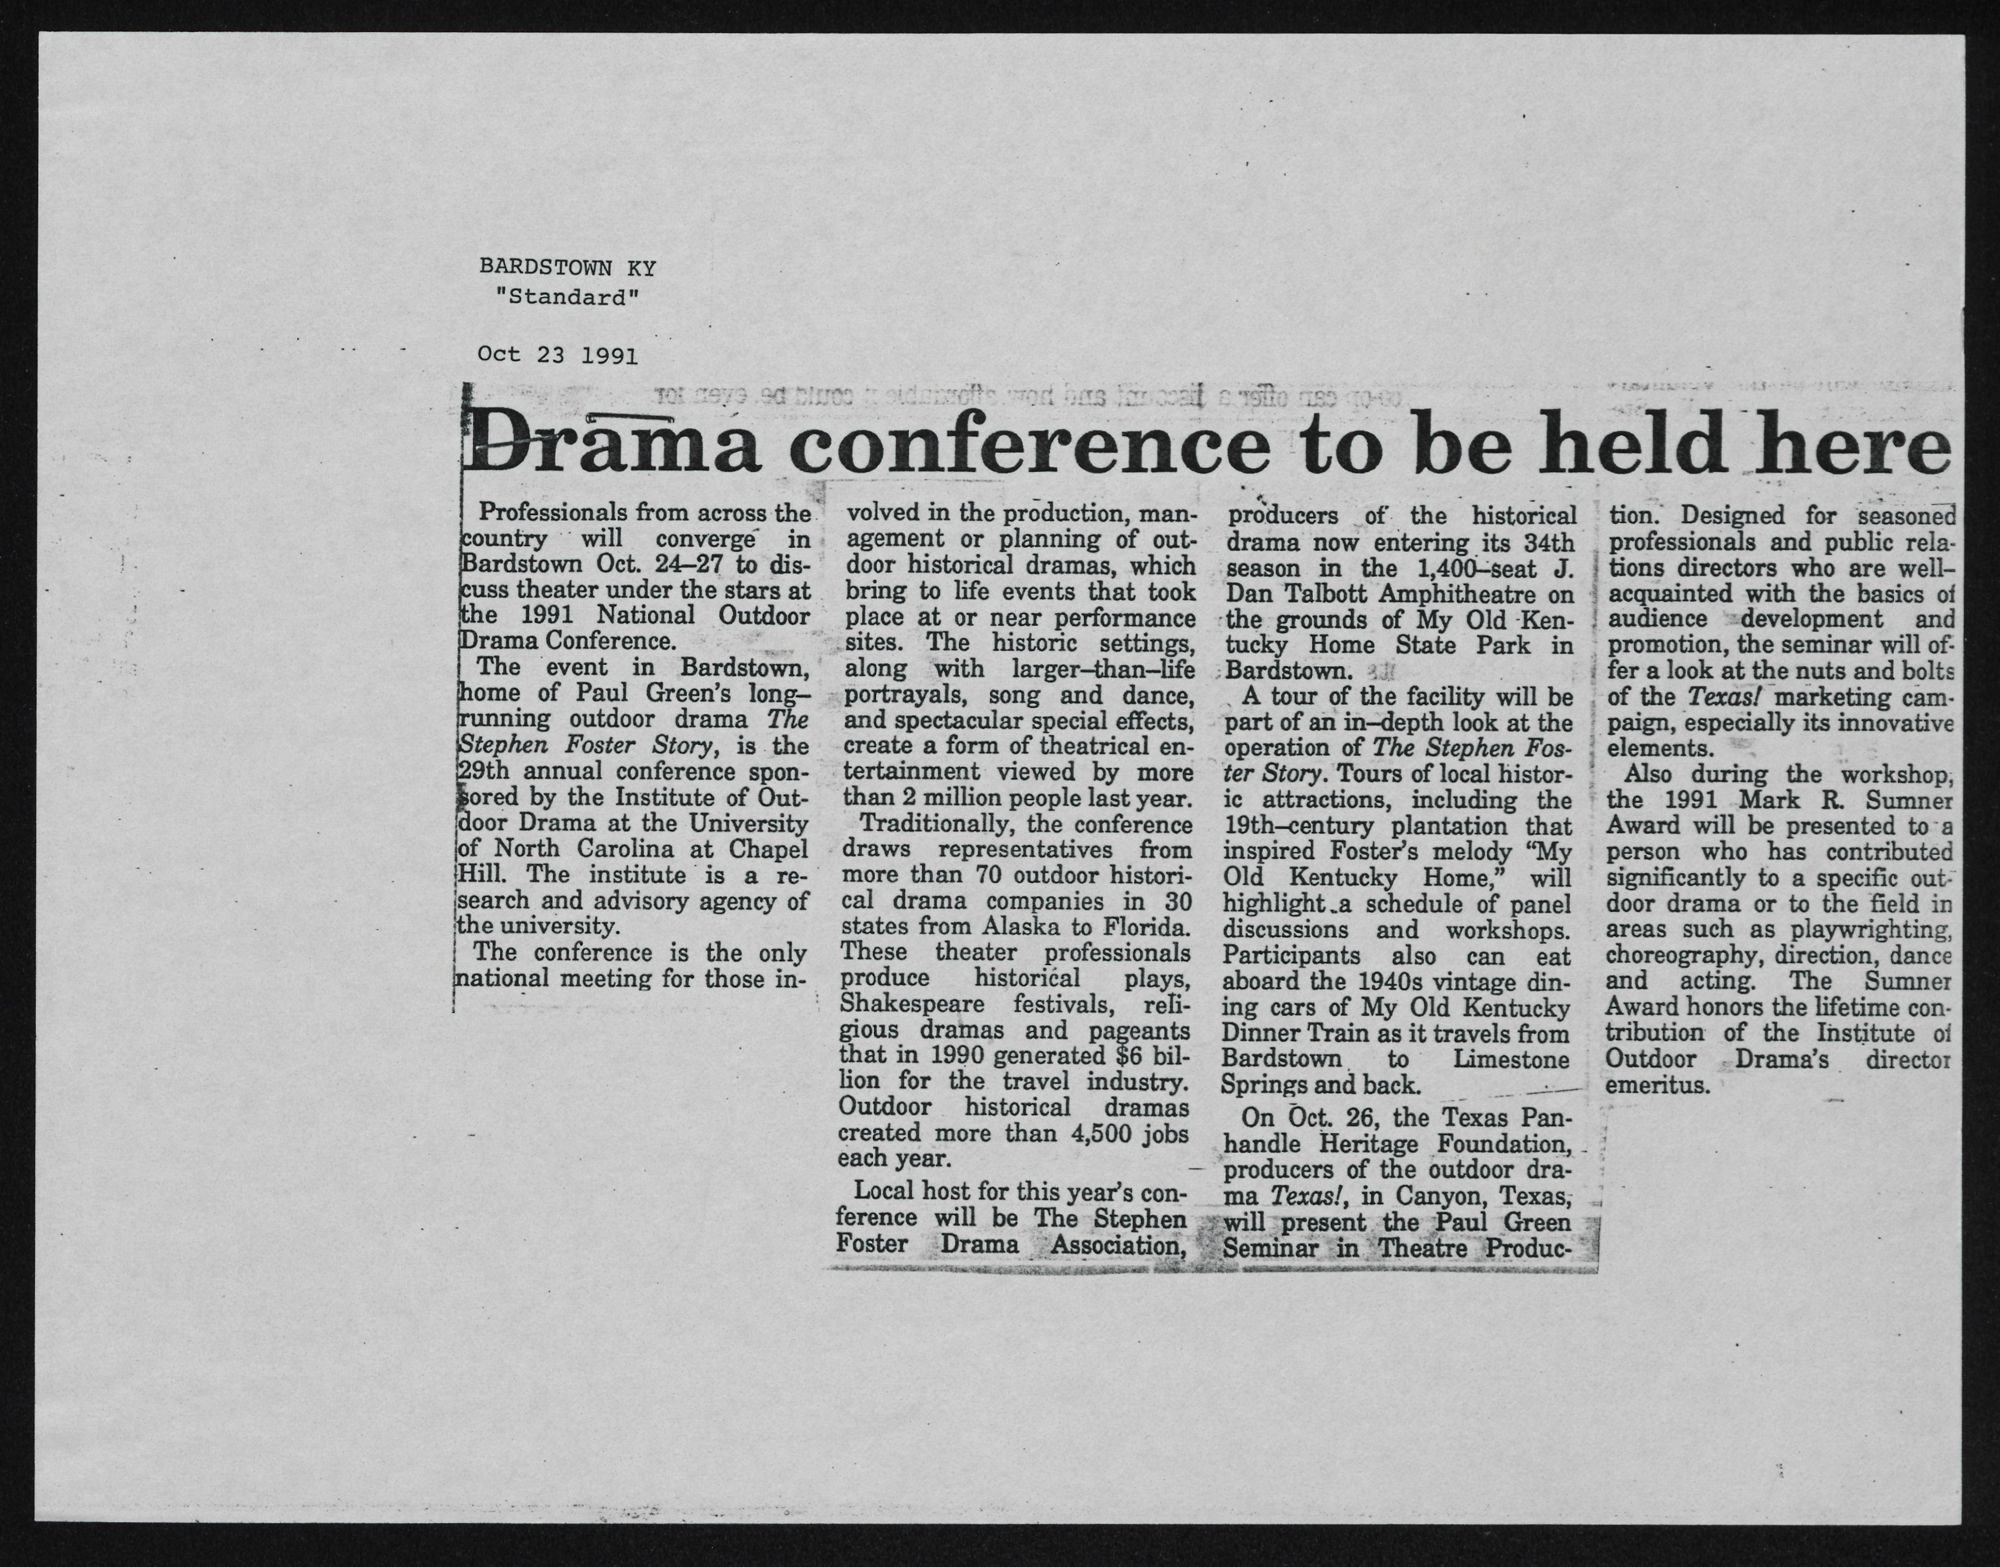 BARDSTOWN KY
"Standard"
Oct 23 1991
Drama conference to be held here
Professionals from across the
country will converge in
Bardstown Oct. 24–27 to dis-
cuss theater under the stars at
the 1991 National Outdoor
Drama Conference.
The event in Bardstown,
home of Paul Green's long–
running outdoor drama The
Stephen Foster Story, is the
29th annual conference spon-
sored by the Institute of Out-
door Drama at the University
of North Carolina at Chapel
Hill. The institute is a re-
search and advisory agency of
the university.
The conference is the only
national meeting for those in-
volved in the production, man-
agement or planning of out-
door historical dramas, which
bring to life events that took
place at or near performance
sites. The historic settings,
along with larger–than–life
portrayals, song and dance,
and spectacular special effects,
create a form of theatrical en-
tertainment viewed by more
than 2 million people last year.
Traditionally, the conference
draws representatives from
more than 70 outdoor histori-
cal drama companies in 30
states from Alaska to Florida.
These theater professionals
produce historical plays,
Shakespeare festivals, reli-
gious dramas and pageants
that in 1990 generated $6 bil-
lion for the travel industry.
Outdoor historical dramas
created more than 4,500 jobs
each year.
Local host for this year's con-
ference will be The Stephen
Foster Drama Association,
producers of the historical
drama now entering its 34th
season in the 1,400–seat J.
Dan Talbott Amphitheatre on
the grounds of My Old Ken-
tucky Home State Park in
Bardstown.
A tour of the facility will be
part of an in–depth look at the
operation of The Stephen Fos-
ter Story. Tours of local histor-
ic attractions, including the
19th–century plantation that
inspired Foster's melody “My
Old Kentucky Home,” will
highlight a schedule of panel
discussions and workshops.
Participants also can eat
aboard the 1940s vintage din-
ing cars of My Old Kentucky
Dinner Train as it travels from
Bardstown to Limestone
Springs and back.
On Oct. 26, the Texas Pan-
handle Heritage Foundation,
producers of the outdoor dra-
ma Texas!, in Canyon, Texas,
will present the Paul Green
Seminar in Theatre Produc-
tion. Designed for seasoned
professionals and public rela-
tions directors who are well–
acquainted with the basics of
audience development and
promotion, the seminar will of-
fer a look at the nuts and bolts
of the Texas! marketing cam-
paign, especially its innovative
elements.
Also during the workshop,
the 1991 Mark R. Sumner
Award will be presented to a
person who has contributed
significantly to a specific out-
door drama or to the field in
areas such as playwrighting,
choreography, direction, dance
and acting. The Sumner
Award honors the lifetime con-
tribution of the Institute of
Outdoor Drama's director
emeritus.